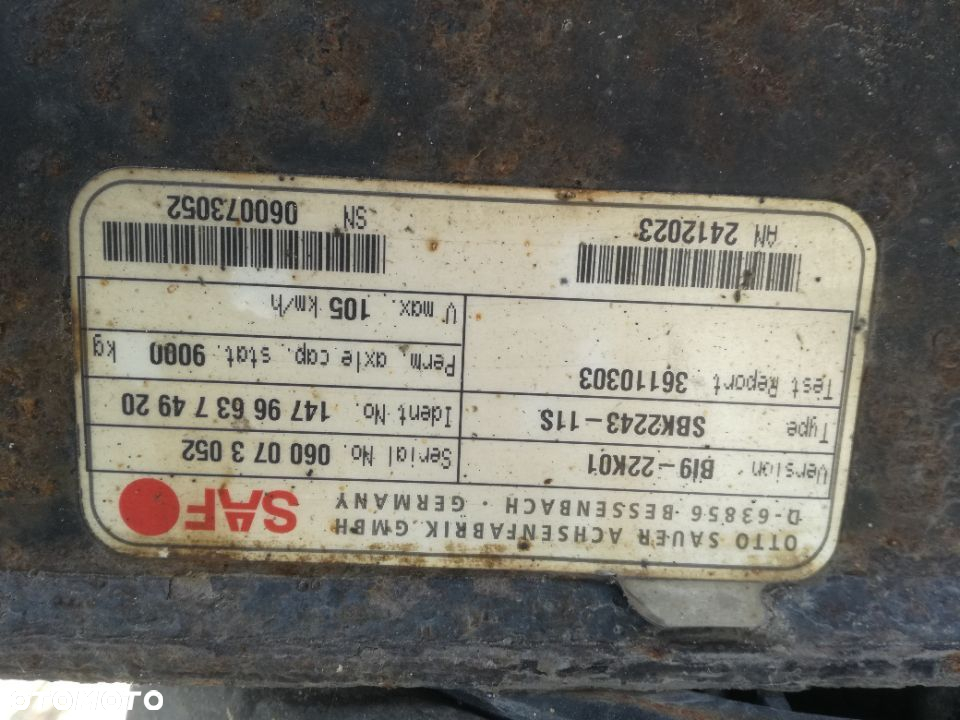 OTTO SAUER ACHSENFABRIK GMBH
D-63856 BESSENBACH · GERMANY
SAF
Version BI9-22K01
Serial No. 060 07 3 052
Type SBK2243-11S
Ident No. 147 96 63 7 49 20
Test Report 36110303
Perm. axle cap. stat. 9000 kg
V max. 105 km/h
AN 2412023
SN 060073052
OTOMOTO